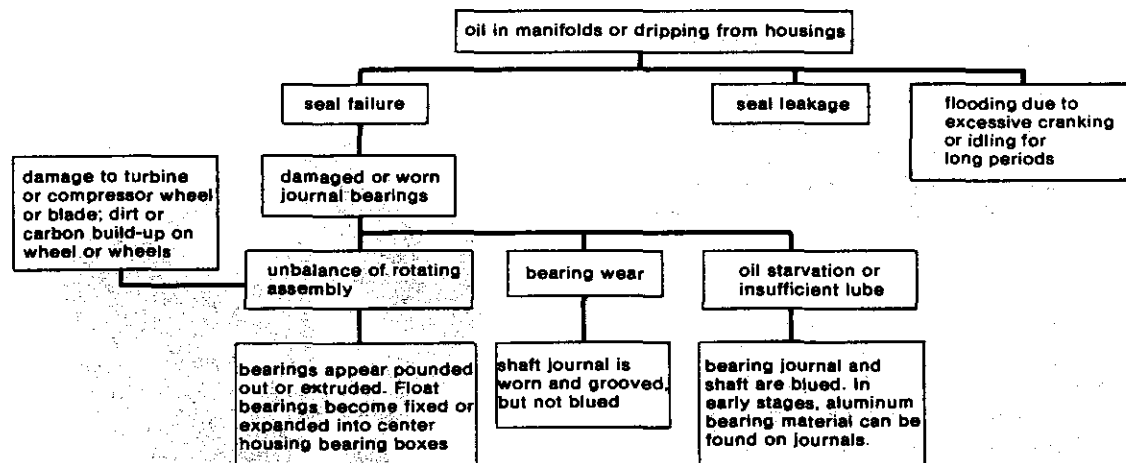 oil in manifolds or dripping from housings
seal failure
seal leakage
flooding due to
excessive cranking
or idling for
long periods
damage to turbine
or compressor wheel
or blade; dirt or
carbon build-up on
wheel or wheels
damaged or worn
journal bearings
unbalance of rotating
assembly
bearing wear
oil starvation or
insufficient lube
bearings appear pounded
out or extruded. Float
bearings become fixed or
expanded into center
housing bearing boxes
shaft journal is
worn and grooved,
but not blued
bearing journal and
shaft are blued. In
early stages, aluminum
bearing material can be
found on journals.